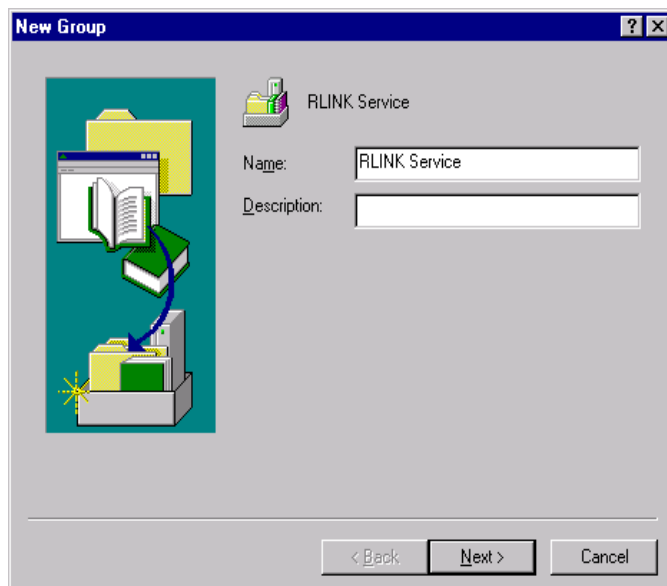 New Group
RLINK Service
Name: RLINK Service
Description:
< Back Next > Cancel